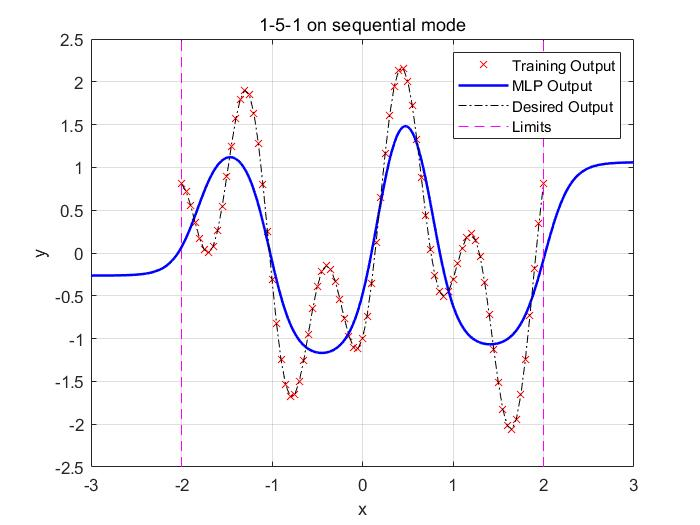 1-5-1 on sequential mode
2.5
2
1.5
1
0.5
0
-0.5
-1
-1.5
-2
-2.5
y
Training Output
MLP Output
Desired Output
Limits
-3
-2
-1
0
1
2
3
x